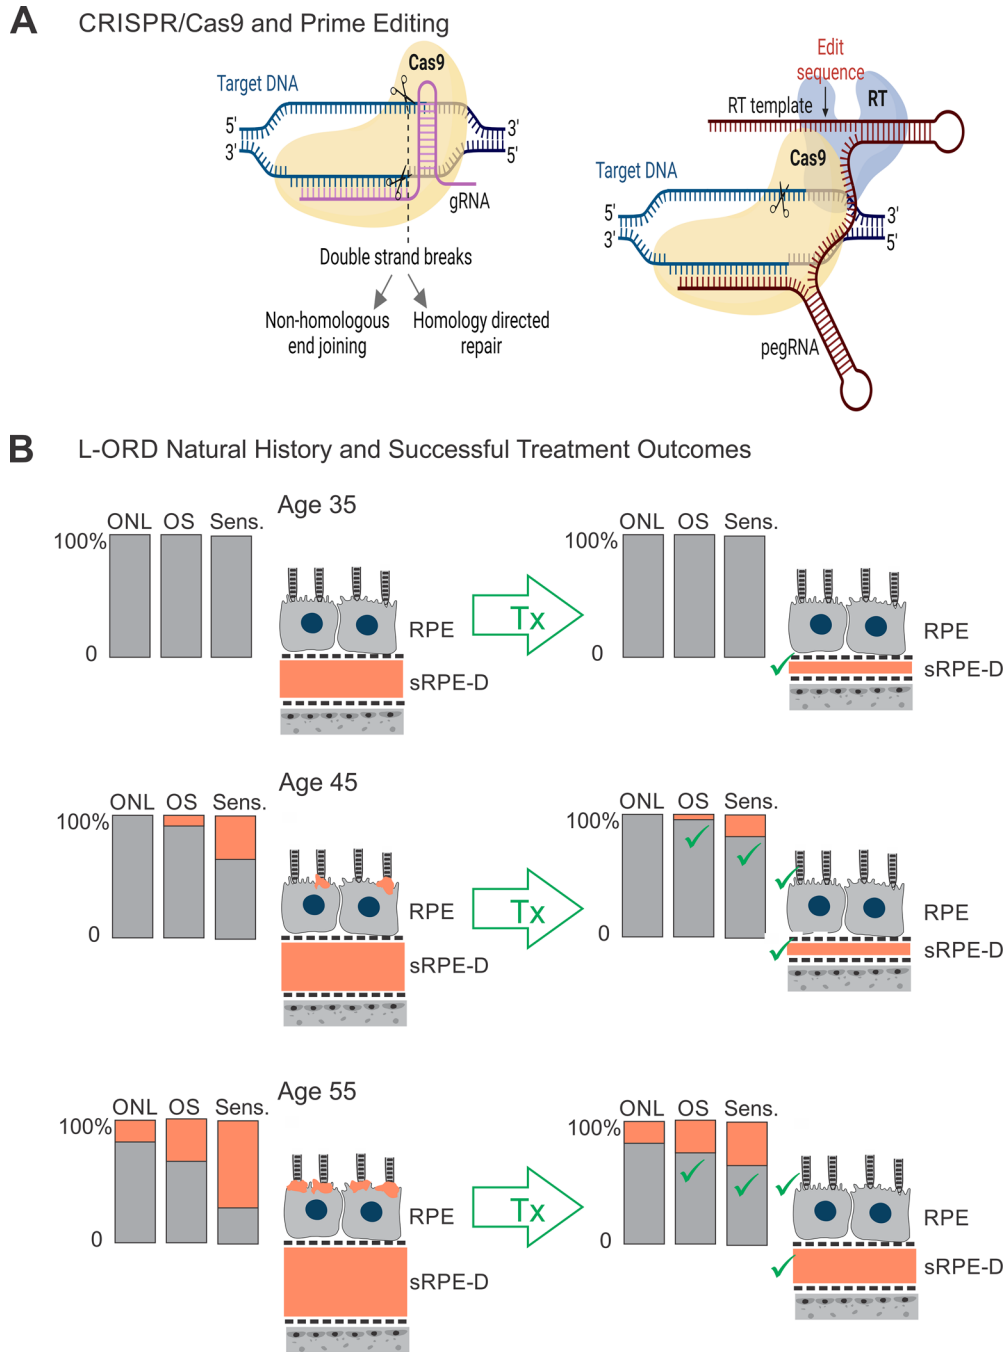 A CRISPR/Cas9 and Prime Editing
Cas9
Target DNA
5'
3'
3'
5'
gRNA
Double strand breaks
Non-homologous
end joining
Homology directed
repair
Edit
sequence
RT template
RT
Cas9
Target DNA
5'
3'
3'
5'
pegRNA
B L-ORD Natural History and Successful Treatment Outcomes
Age 35
ONL OS Sens.
100%
0
RPE
sRPE-D
Tx
ONL OS Sens.
100%
0
RPE
sRPE-D
Age 45
ONL OS Sens.
100%
0
RPE
sRPE-D
Tx
ONL OS Sens.
100%
0
RPE
sRPE-D
Age 55
ONL OS Sens.
100%
0
RPE
sRPE-D
Tx
ONL OS Sens.
100%
0
RPE
sRPE-D